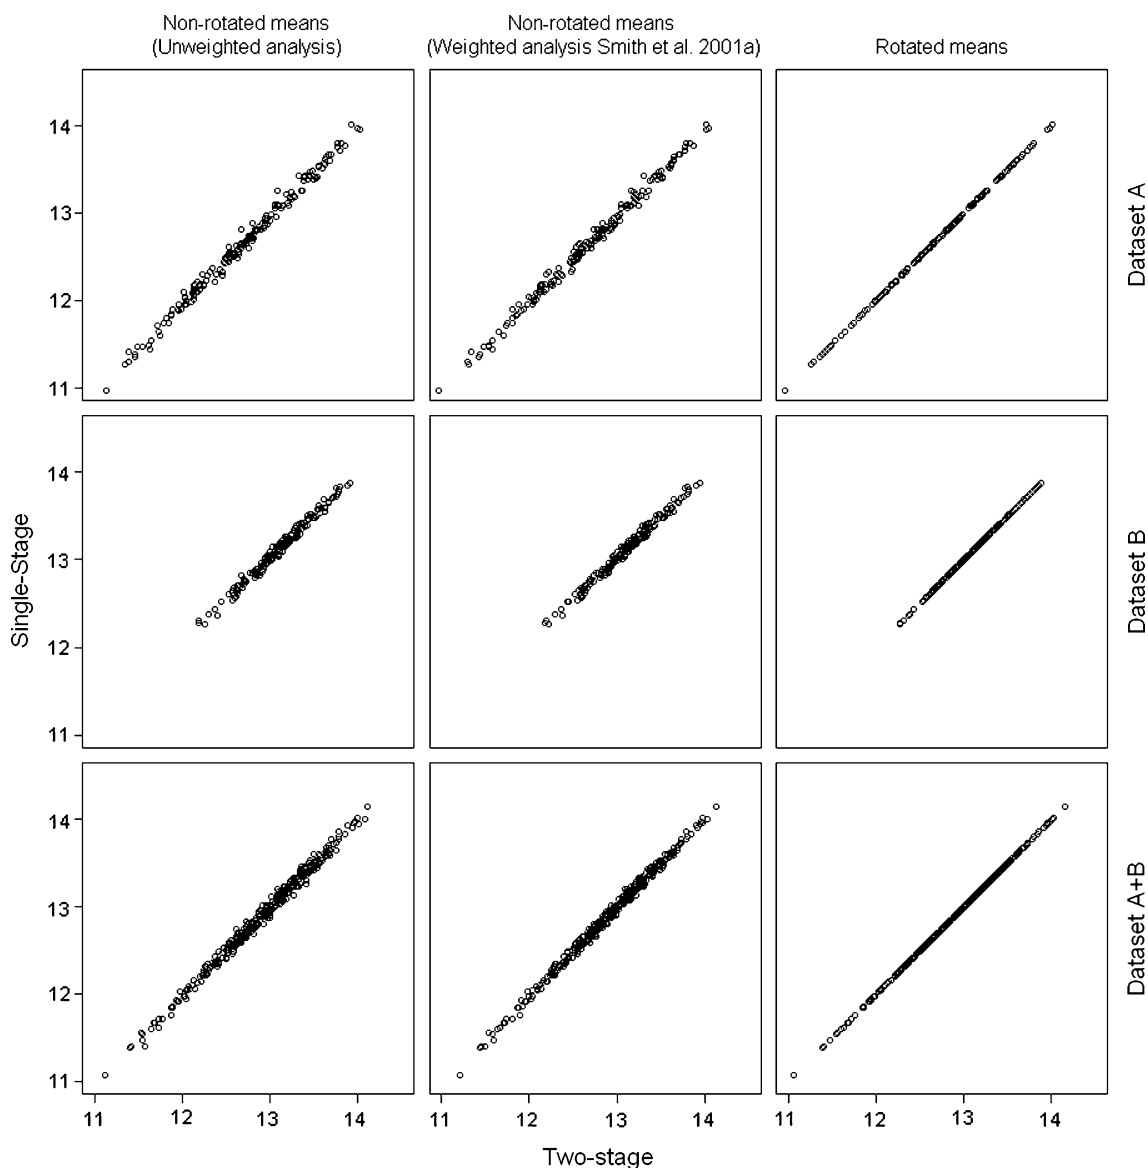 Non-rotated means
(Unweighted analysis)
Non-rotated means
(Weighted analysis Smith et al. 2001a)
Rotated means
14
13
12
11
Dataset A
14
13
12
11
Dataset B
Single-Stage
14
13
12
11
Dataset A+B
11 12 13 14
11 12 13 14
11 12 13 14
Two-stage